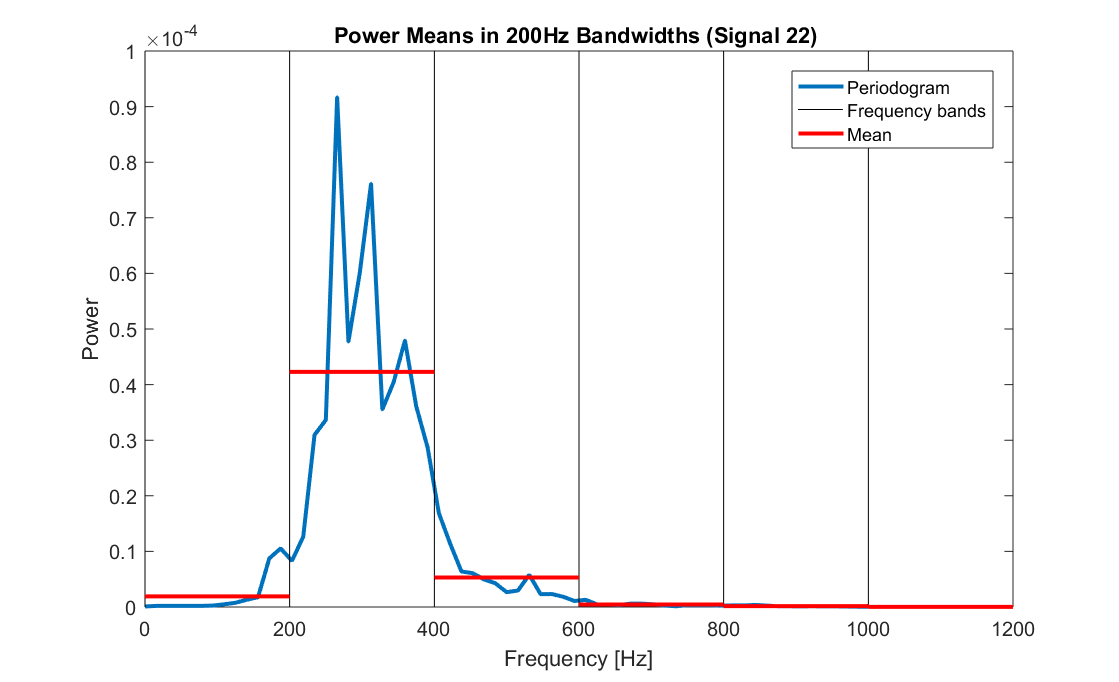 Power Means in 200Hz Bandwidths (Signal 22)
×10⁻⁴
1
0.9
0.8
0.7
0.6
0.5
0.4
0.3
0.2
0.1
0
Power
Periodogram
Frequency bands
Mean
0 200 400 600 800 1000 1200
Frequency [Hz]